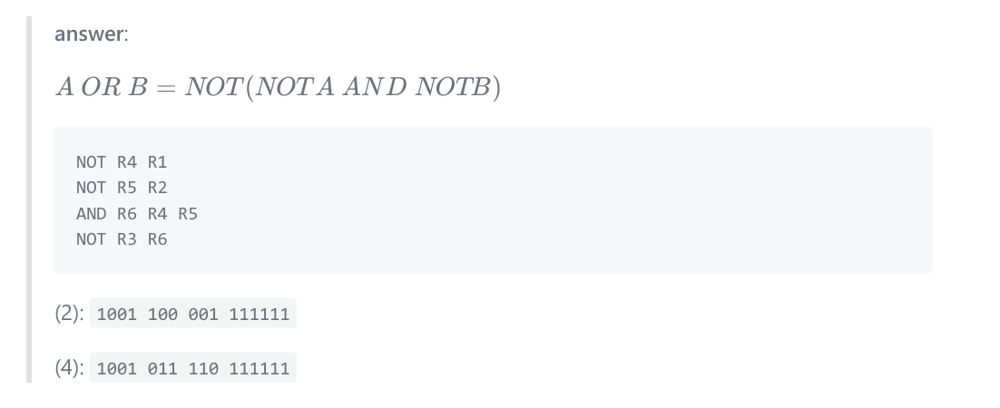 answer:
A OR B = NOT(NOT A AND NOTB)
NOT R4 R1
NOT R5 R2
AND R6 R4 R5
NOT R3 R6
(2): 1001 100 001 111111
(4): 1001 011 110 111111